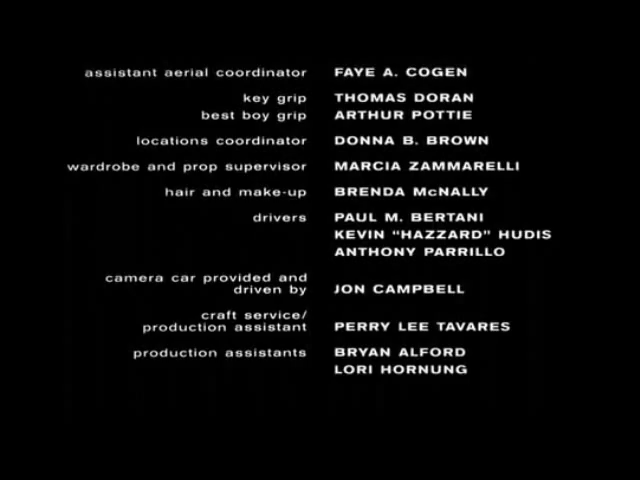 assistant aerial coordinator FAYE A. COGEN
key grip THOMAS DORAN
best boy grip ARTHUR POTTIE
locations coordinator DONNA B. BROWN
wardrobe and prop supervisor MARCIA ZAMMARELLI
hair and make-up BRENDA McNALLY
drivers PAUL M. BERTANI
KEVIN “HAZZARD” HUDIS
ANTHONY PARRILLO
camera car provided and
driven by JON CAMPBELL
craft service/
production assistant PERRY LEE TAVARES
production assistants BRYAN ALFORD
LORI HORNUNG